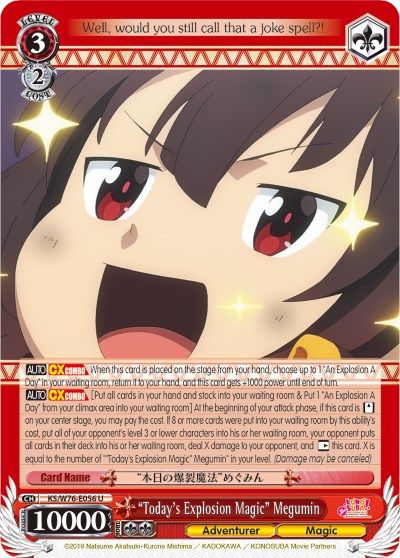 LEVEL
3
2
COST
Well, would you still call that a joke spell?!
AUTO CX COMBO When this card is placed on the stage from your hand, choose up to 1 "An Explosion A
Day" in your waiting room, return it to your hand, and this card gets +1000 power until end of turn.
AUTO CX COMBO [Put all cards in your hand and stock into your waiting room & Put 1 "An Explosion A
Day" from your climax area into your waiting room] At the beginning of your attack phase, if this card is
on your center stage, you may pay the cost. If 8 or more cards were put into your waiting room by this ability's
cost, put all of your opponent's level 3 or lower characters into his or her waiting room, your opponent puts
all cards in their deck into his or her waiting room, deal X damage to your opponent, and this card. X is
equal to the number of "“Today's Explosion Magic” Megumin" in your level. (Damage may be canceled)
Card Name
“本日の爆裂魔法”めぐみん
CH
KS/W76-E056 U
“Today's Explosion Magic” Megumin
POWER
10000
SOUL
Adventurer
Magic
©2019 Natsume Akatsuki・Kurone Mishima / KADOKAWA / KONOSUBA Movie Partners